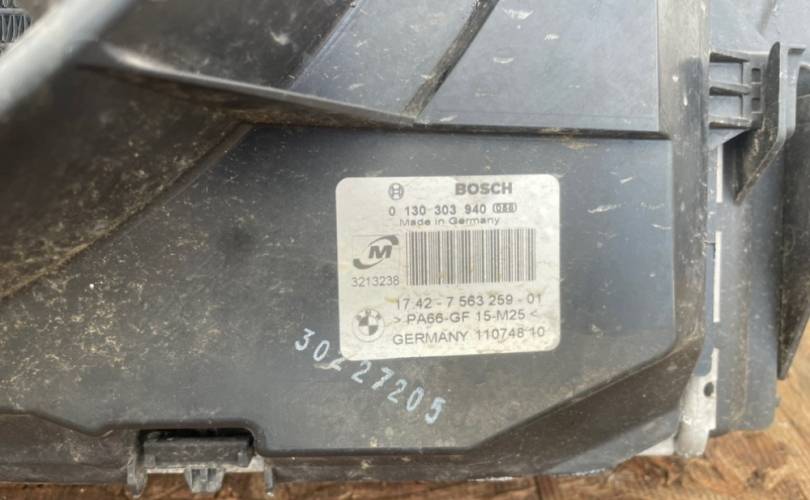 BOSCH
0 130 303 940 088
Made in Germany
3213238
17.42 - 7 563 259 - 01
> PA66-GF 15-M25 <
GERMANY 110748 10
30227205